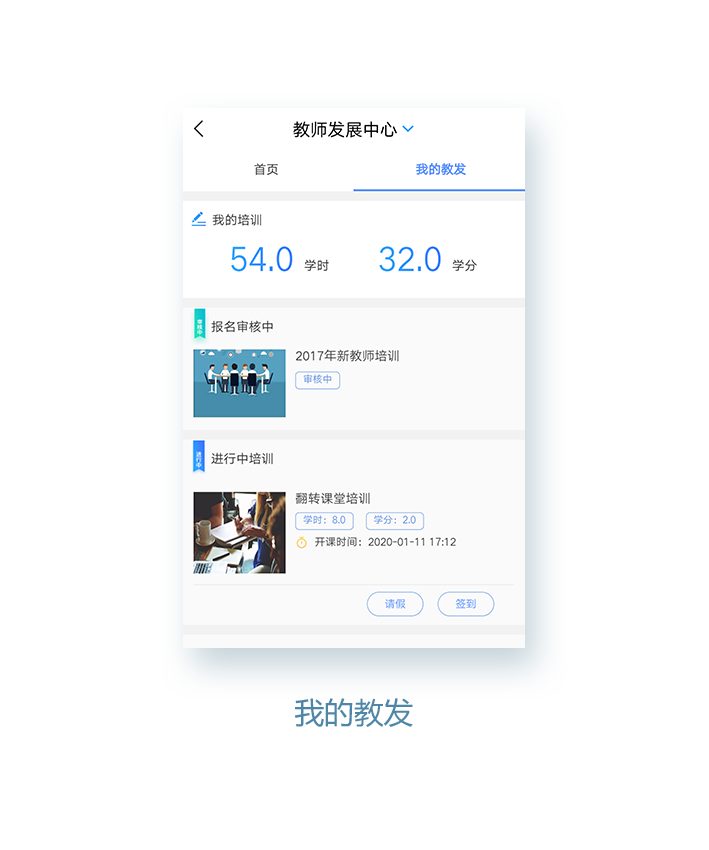 教师发展中心
首页 我的教发
我的培训
54.0 学时 32.0 学分
审核中 报名审核中
2017年新教师培训
审核中
进行中 进行中培训
翻转课堂培训
学时：8.0 学分：2.0
开课时间：2020-01-11 17:12
请假 签到
我的教发